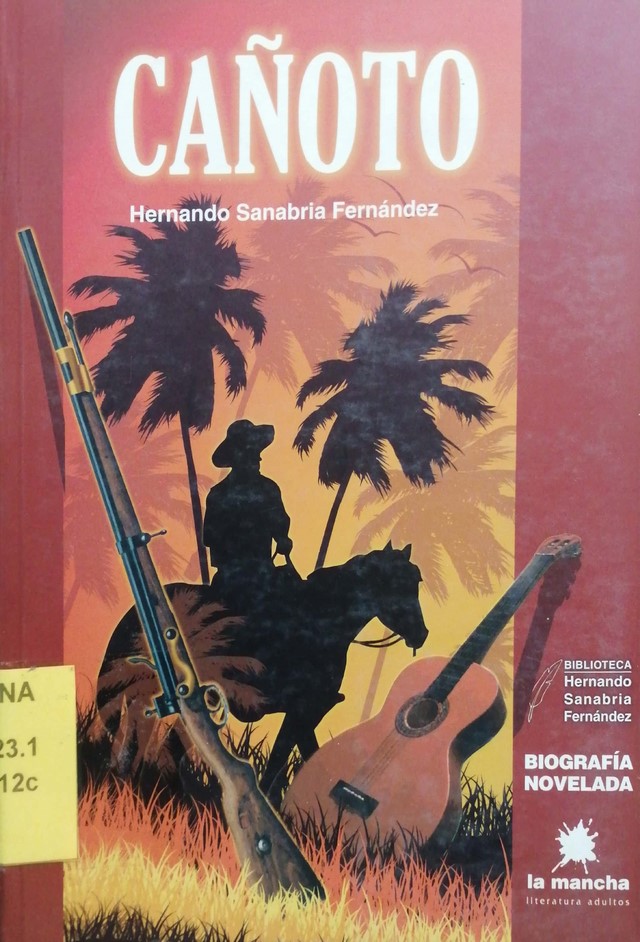 CAÑOTO
Hernando Sanabria Fernández
NA
23.1
12c
BIBLIOTECA
Hernando
Sanabria
Fernández
BIOGRAFÍA
NOVELADA
la mancha
literatura adultos